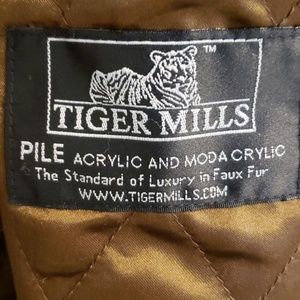 ™
TIGER MILLS
PILE ACRYLIC AND MODA CRYLIC
The Standard of Luxury in Faux Fur
WWW.TIGERMILLS.COM